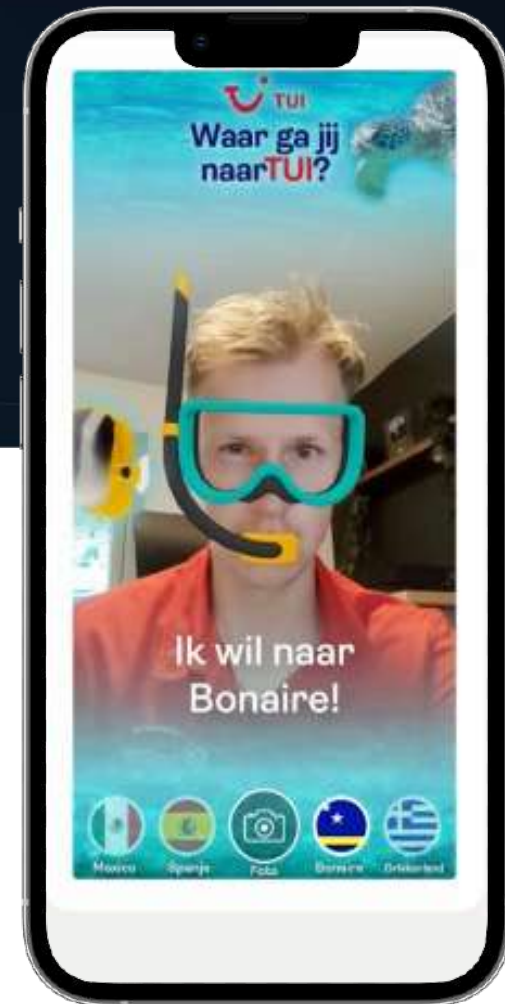 TUI
Waar ga jij
naarTUI?
Ik wil naar
Bonaire!
Mexico
Spanje
Foto
Bonaire
Griekenland